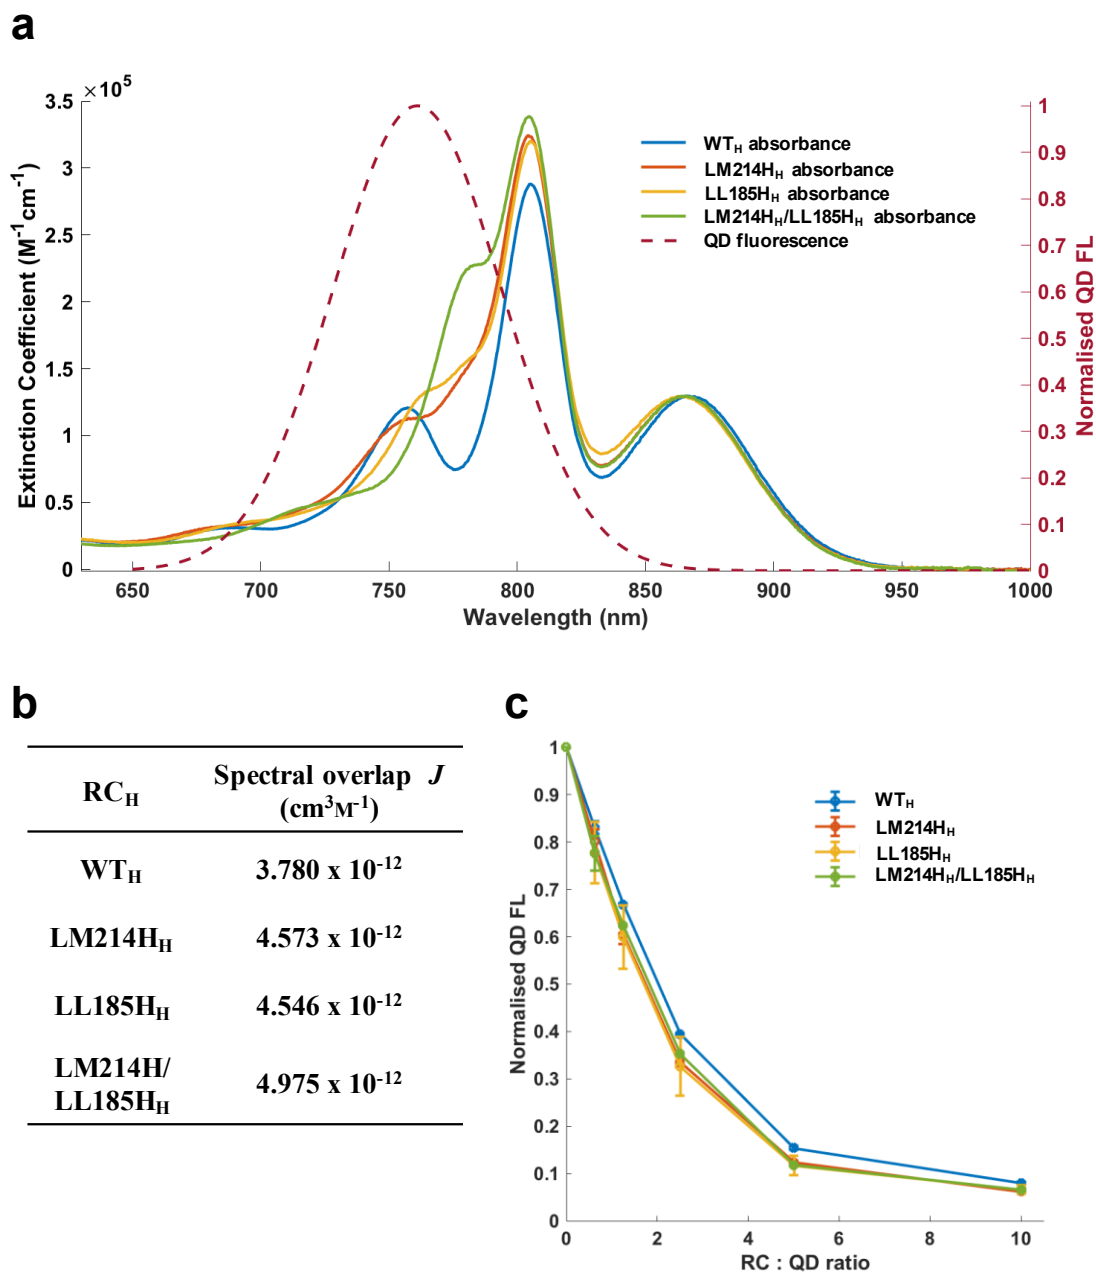 a
×10⁵
3.5
3
2.5
2
1.5
1
0.5
0
Extinction Coefficient (M⁻¹cm⁻¹)
650 700 750 800 850 900 950 1000
Wavelength (nm)
1
0.9
0.8
0.7
0.6
0.5
0.4
0.3
0.2
0.1
0
Normalised QD FL
WT_H absorbance
LM214H_H absorbance
LL185H_H absorbance
LM214H_H/LL185H_H absorbance
QD fluorescence
b
RC_H Spectral overlap J
(cm³M⁻¹)
WT_H 3.780 x 10⁻¹²
LM214H_H 4.573 x 10⁻¹²
LL185H_H 4.546 x 10⁻¹²
LM214H/
LL185H_H 4.975 x 10⁻¹²
c
1
0.9
0.8
0.7
0.6
0.5
0.4
0.3
0.2
0.1
0
Normalised QD FL
0 2 4 6 8 10
RC : QD ratio
WT_H
LM214H_H
LL185H_H
LM214H_H/LL185H_H